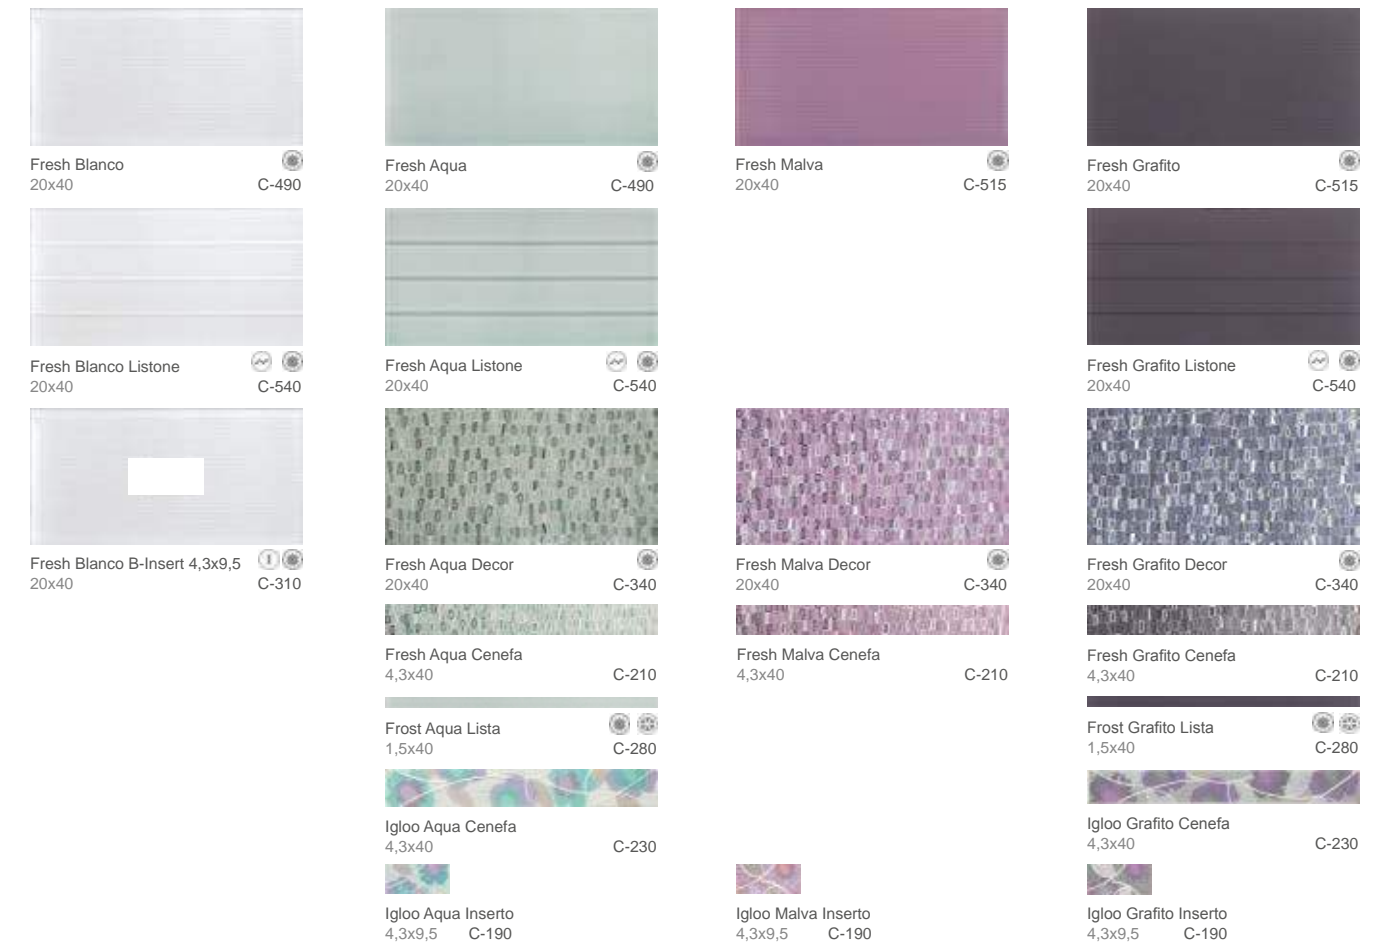 Fresh Blanco
20x40 C-490
Fresh Aqua
20x40 C-490
Fresh Malva
20x40 C-515
Fresh Grafito
20x40 C-515
Fresh Blanco Listone
20x40 C-540
Fresh Aqua Listone
20x40 C-540
Fresh Grafito Listone
20x40 C-540
Fresh Blanco B-Insert 4,3x9,5
20x40 C-310
Fresh Aqua Decor
20x40 C-340
Fresh Malva Decor
20x40 C-340
Fresh Grafito Decor
20x40 C-340
Fresh Aqua Cenefa
4,3x40 C-210
Fresh Malva Cenefa
4,3x40 C-210
Fresh Grafito Cenefa
4,3x40 C-210
Frost Aqua Lista
1,5x40 C-280
Frost Grafito Lista
1,5x40 C-280
Igloo Aqua Cenefa
4,3x40 C-230
Igloo Grafito Cenefa
4,3x40 C-230
Igloo Aqua Inserto
4,3x9,5 C-190
Igloo Malva Inserto
4,3x9,5 C-190
Igloo Grafito Inserto
4,3x9,5 C-190